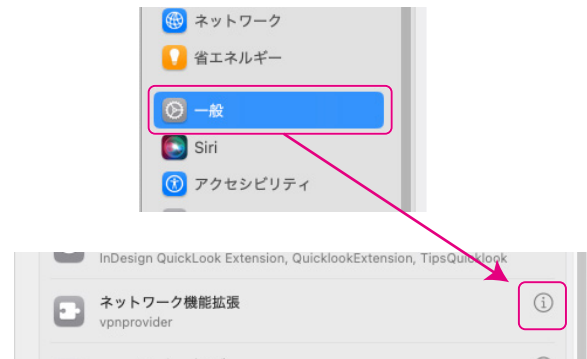 ネットワーク
省エネルギー
一般
Siri
アクセシビリティ
InDesign QuickLook Extension, QuicklookExtension, TipsQuicklook
ネットワーク機能拡張
vpnprovider